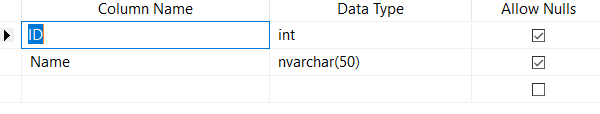 Column Name Data Type Allow Nulls
ID int
Name nvarchar(50)